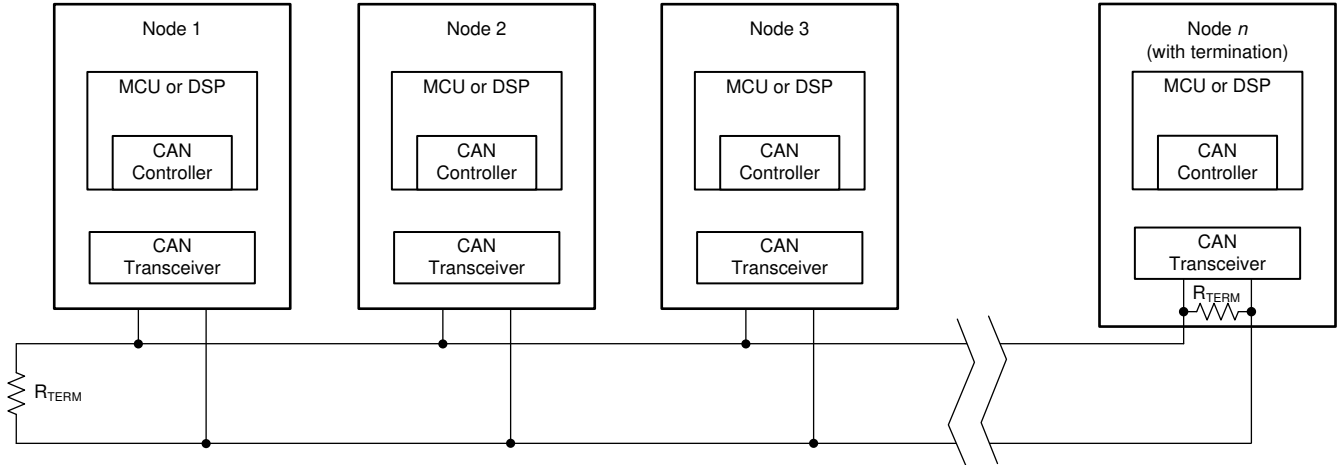 Node 1
MCU or DSP
CAN
Controller
CAN
Transceiver
Node 2
MCU or DSP
CAN
Controller
CAN
Transceiver
Node 3
MCU or DSP
CAN
Controller
CAN
Transceiver
Node n
(with termination)
MCU or DSP
CAN
Controller
CAN
Transceiver
RTERM
RTERM